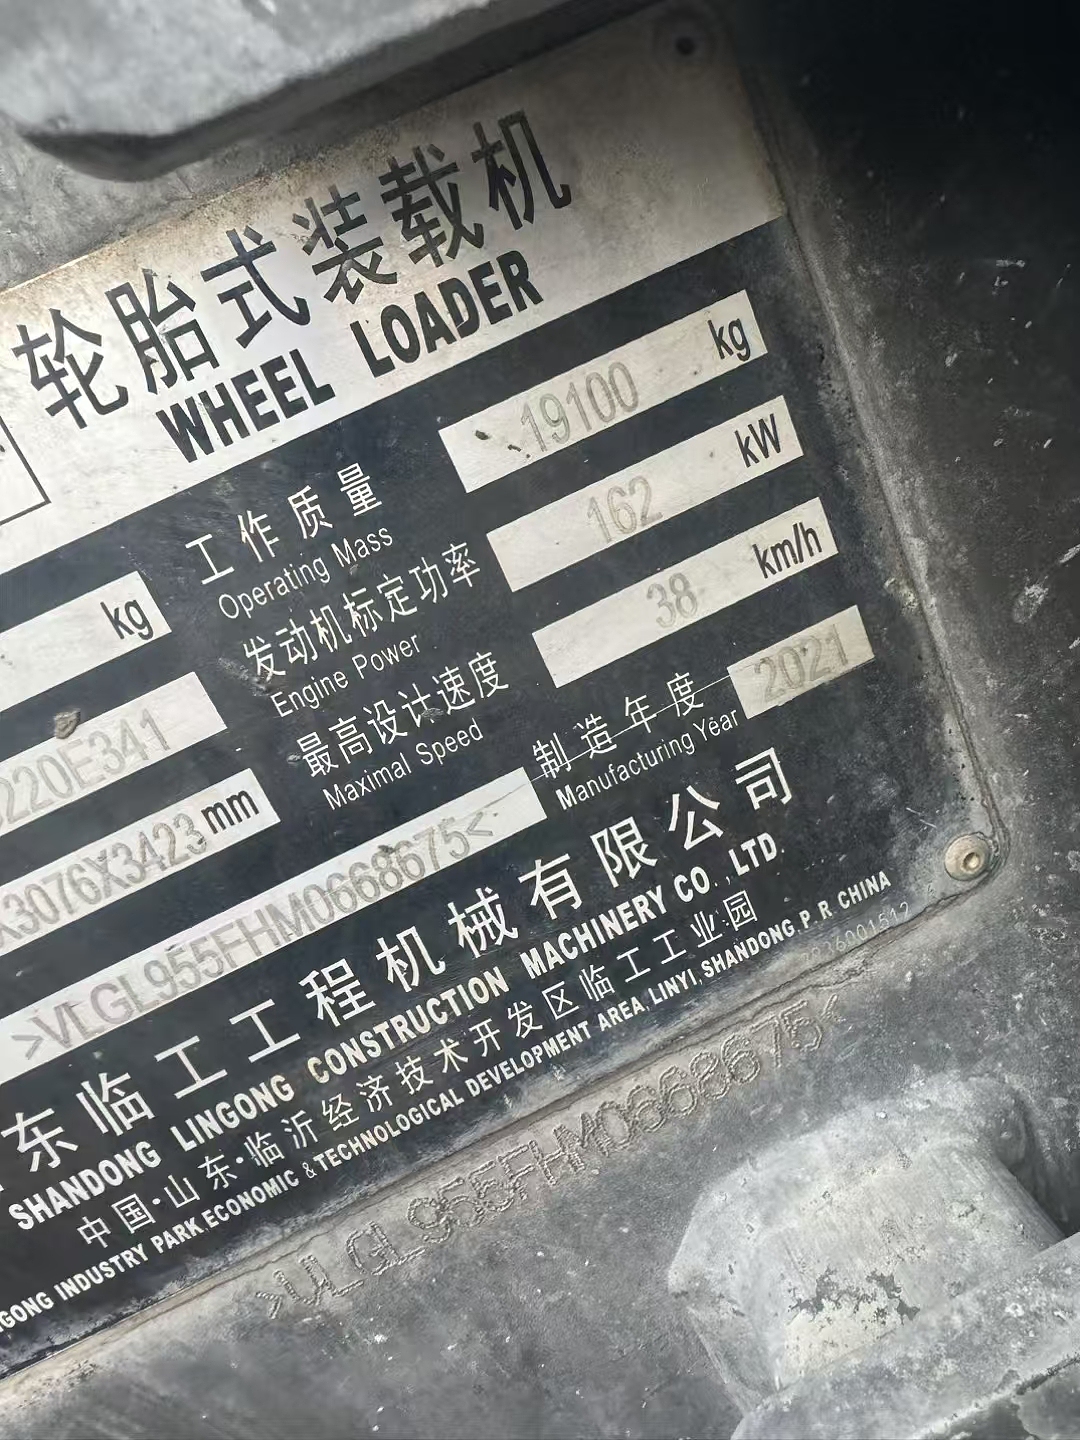 轮胎式装载机
WHEEL LOADER
kg
工作质量
Operating Mass
19100 kg
220E341
发动机标定功率
Engine Power
162 kW
X3076X3423 mm
最高设计速度
Maximal Speed
38 km/h
>VLGL955FHM0668675<
制造年度
Manufacturing Year
2021
东临工工程机械有限公司
SHANDONG LINGONG CONSTRUCTION MACHINERY CO., LTD.
中国·山东·临沂经济技术开发区临工工业园
GONG INDUSTRY PARK,ECONOMIC & TECHNOLOGICAL DEVELOPMENT AREA, LINYI, SHANDONG, P. R. CHINA
>VLGL955FHM0668675<